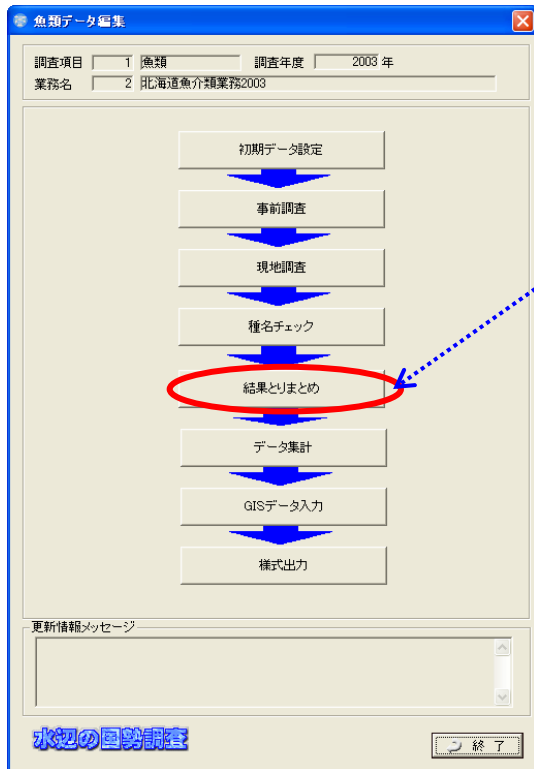 魚類データ編集
調査項目 1 魚類 調査年度 2003 年
業務名 2 北海道魚介類業務2003
初期データ設定
事前調査
現地調査
種名チェック
結果とりまとめ
データ集計
GISデータ入力
様式出力
更新情報メッセージ
水辺の国勢調査
終 了